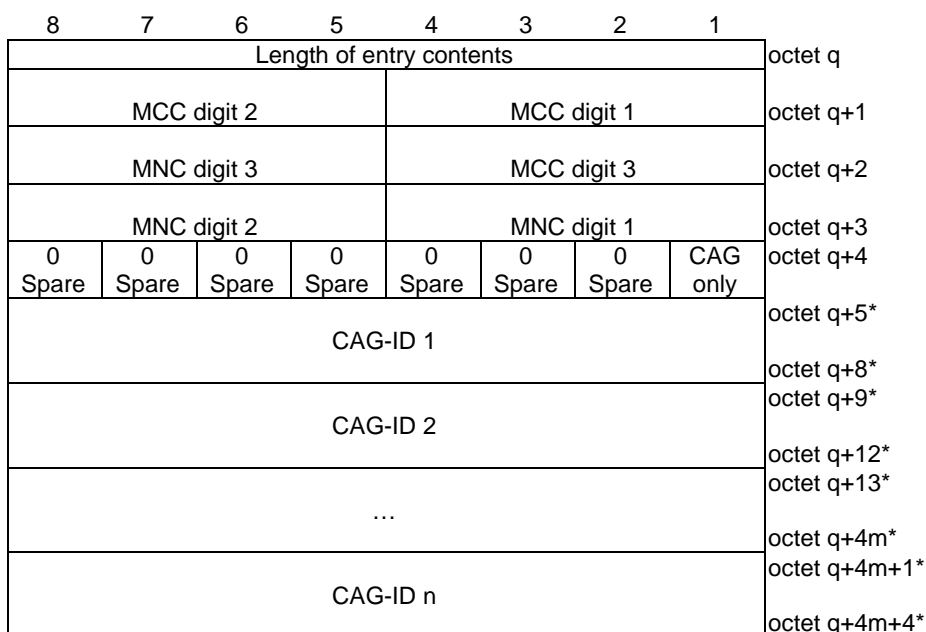 8 7 6 5 4 3 2 1
Length of entry contents octet q
MCC digit 2 MCC digit 1 octet q+1
MNC digit 3 MCC digit 3 octet q+2
MNC digit 2 MNC digit 1 octet q+3
0 0 0 0 0 0 0 CAG octet q+4
Spare Spare Spare Spare Spare Spare Spare only
octet q+5*
CAG-ID 1
octet q+8*
octet q+9*
CAG-ID 2
octet q+12*
octet q+13*
…
octet q+4m*
octet q+4m+1*
CAG-ID n
octet q+4m+4*